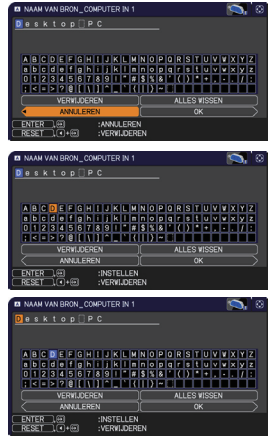 NAAM VAN BRON_COMPUTER IN 1
Desktop PC
A B C D E F G H I J K L M N O P Q R S T U V W X Y Z
a b c d e f g h i j k l m n o p q r s t u v w x y z
0 1 2 3 4 5 6 7 8 9 ! " # $ % & ' ( ) * + , - . / :
; < = > ? @ [ \ ] ^ _ ` { | } ~
VERWIJDEREN ALLES WISSEN
ANNULEREN OK
ENTER , :ANNULEREN
RESET , + :VERWIJDEREN
NAAM VAN BRON_COMPUTER IN 1
Desktop PC
A B C D E F G H I J K L M N O P Q R S T U V W X Y Z
a b c d e f g h i j k l m n o p q r s t u v w x y z
0 1 2 3 4 5 6 7 8 9 ! " # $ % & ' ( ) * + , - . / :
; < = > ? @ [ \ ] ^ _ ` { | } ~
VERWIJDEREN ALLES WISSEN
ANNULEREN OK
ENTER , :INSTELLEN
RESET , + :VERWIJDEREN
NAAM VAN BRON_COMPUTER IN 1
Desktop PC
A B C D E F G H I J K L M N O P Q R S T U V W X Y Z
a b c d e f g h i j k l m n o p q r s t u v w x y z
0 1 2 3 4 5 6 7 8 9 ! " # $ % & ' ( ) * + , - . / :
; < = > ? @ [ \ ] ^ _ ` { | } ~
VERWIJDEREN ALLES WISSEN
ANNULEREN OK
ENTER , :INSTELLEN
RESET , + :VERWIJDEREN